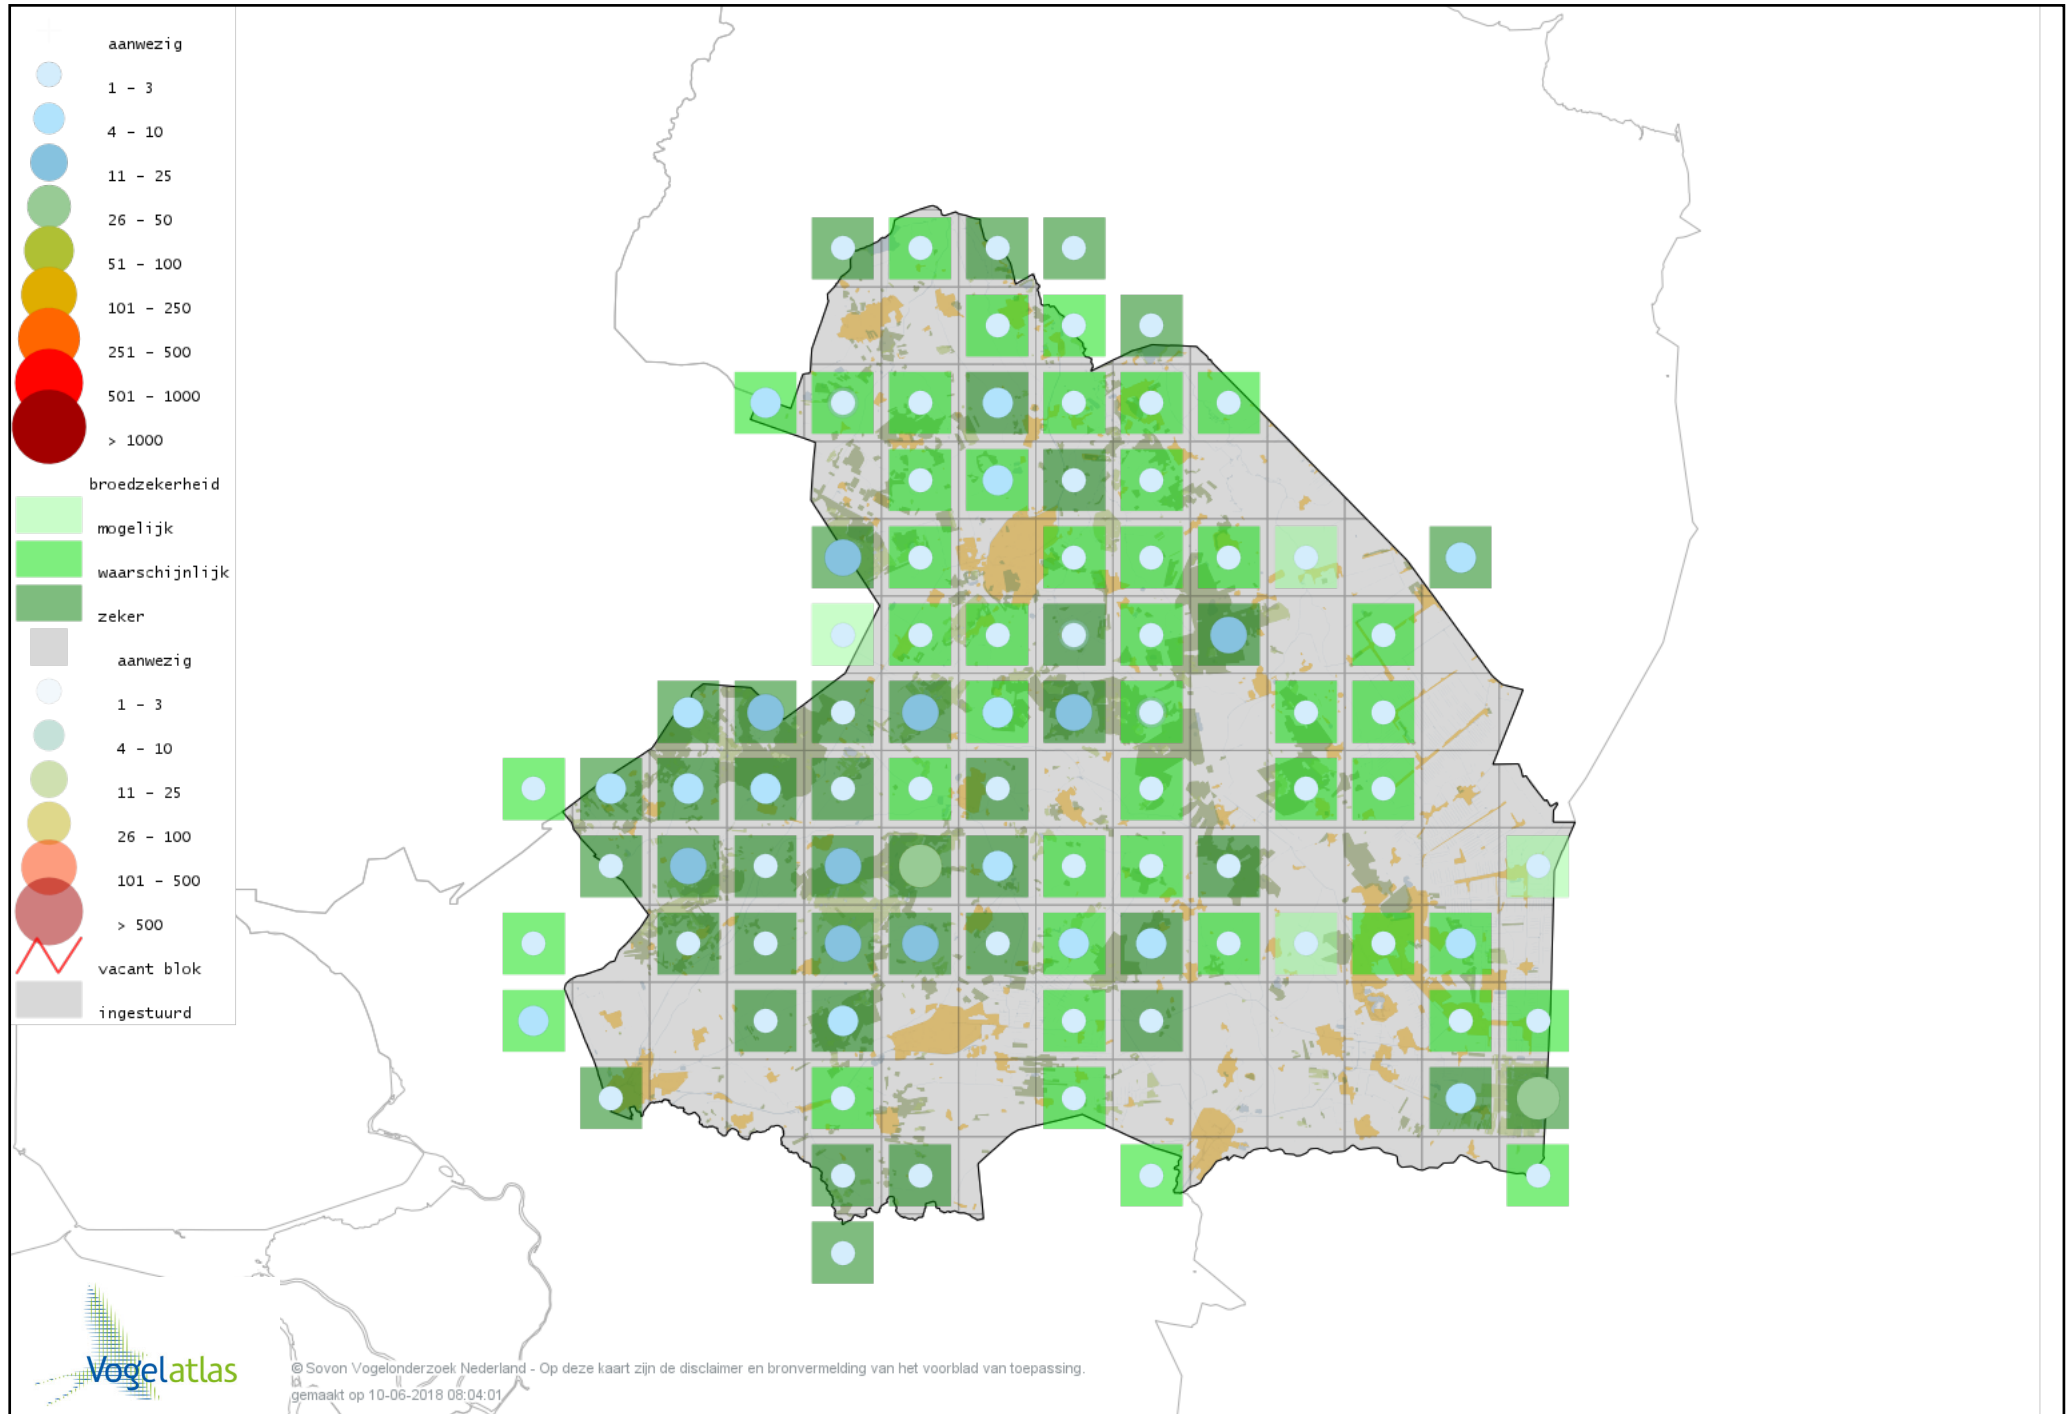 aanwezig
1 - 3
4 - 10
11 - 25
26 - 50
51 - 100
101 - 250
251 - 500
501 - 1000
> 1000
broedzekerheid
mogelijk
waarschijnlijk
zeker
aanwezig
1 - 3
4 - 10
11 - 25
26 - 100
101 - 500
> 500
vacant blok
ingestuurd
Vogelatlas
© Sovon Vogelonderzoek Nederland - Op deze kaart zijn de disclaimer en bronvermelding van het voorblad van toepassing.
gemaakt op 10-06-2018 08:04:01